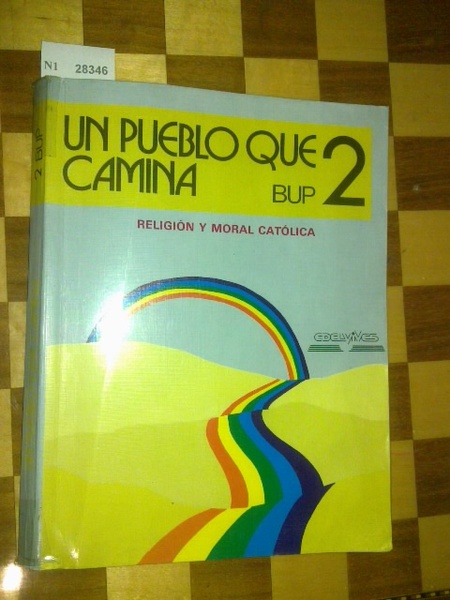 N1 28346
2 BUP
UN PUEBLO QUE
CAMINA
BUP 2
RELIGIÓN Y MORAL CATÓLICA
EDELVIVES